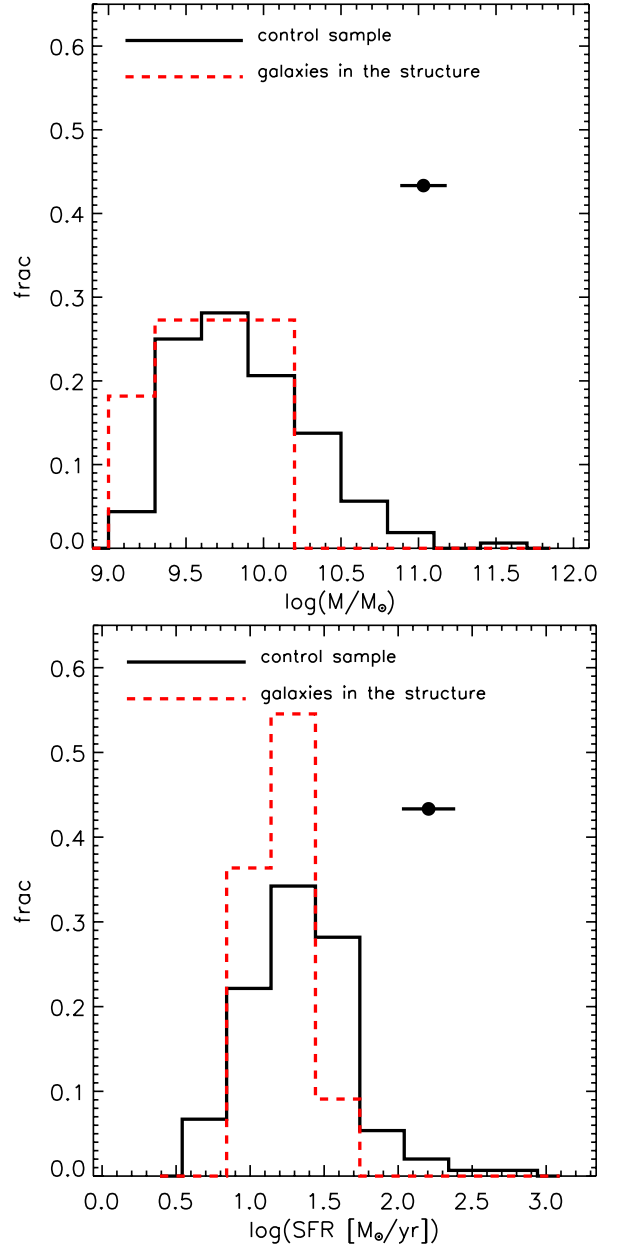 0.6
control sample
galaxies in the structure
0.5
0.4
frac
0.3
0.2
0.1
0.0
9.0 9.5 10.0 10.5 11.0 11.5 12.0
log(M/M⊙)
0.6
control sample
galaxies in the structure
0.5
0.4
frac
0.3
0.2
0.1
0.0
0.0 0.5 1.0 1.5 2.0 2.5 3.0
log(SFR [M⊙/yr])